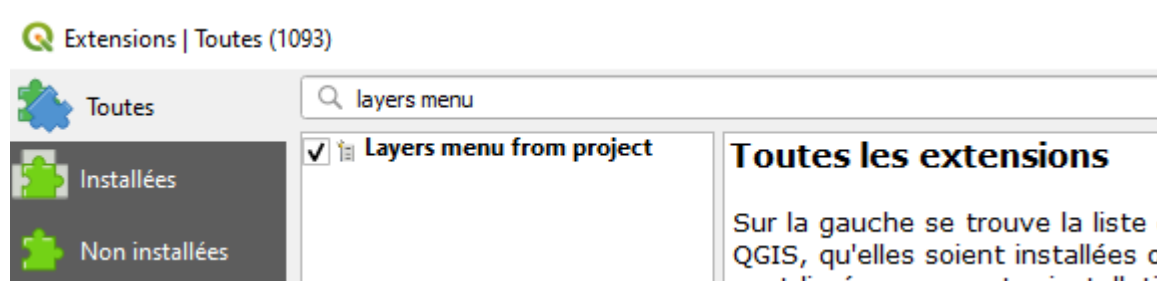 Extensions | Toutes (1093)
Toutes
layers menu
Installées
Non installées
Layers menu from project
Toutes les extensions
Sur la gauche se trouve la liste
QGIS, qu'elles soient installées